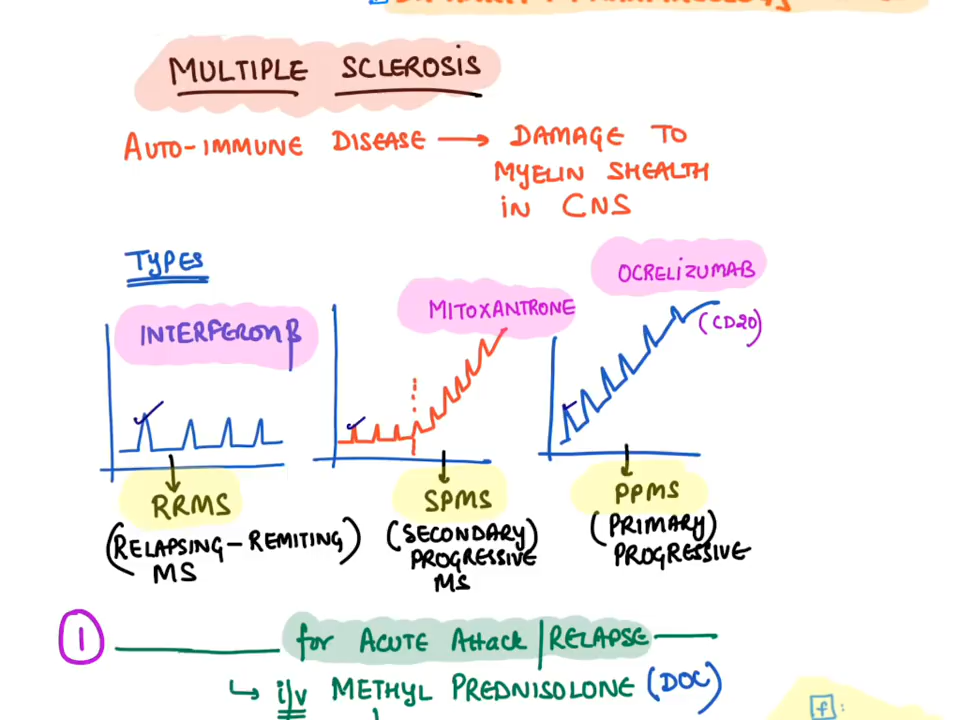 MULTIPLE SCLEROSIS
AUTO-IMMUNE DISEASE → DAMAGE TO
MYELIN SHEALTH
IN CNS
TYPES
INTERFERON β
MITOXANTRONE
OCRELIZUMAB
(CD20)
RRMS
(RELAPSING-REMITING)
MS
SPMS
(SECONDARY)
PROGRESSIVE
MS
PPMS
(PRIMARY)
PROGRESSIVE
1
for ACUTE Attack | RELAPSE
↳ i/v METHYL PREDNISOLONE (DOC)
f: